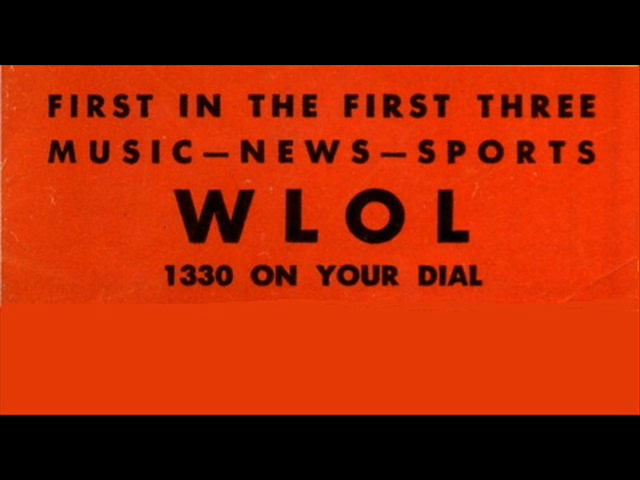 FIRST IN THE FIRST THREE
MUSIC—NEWS—SPORTS
WLOL
1330 ON YOUR DIAL